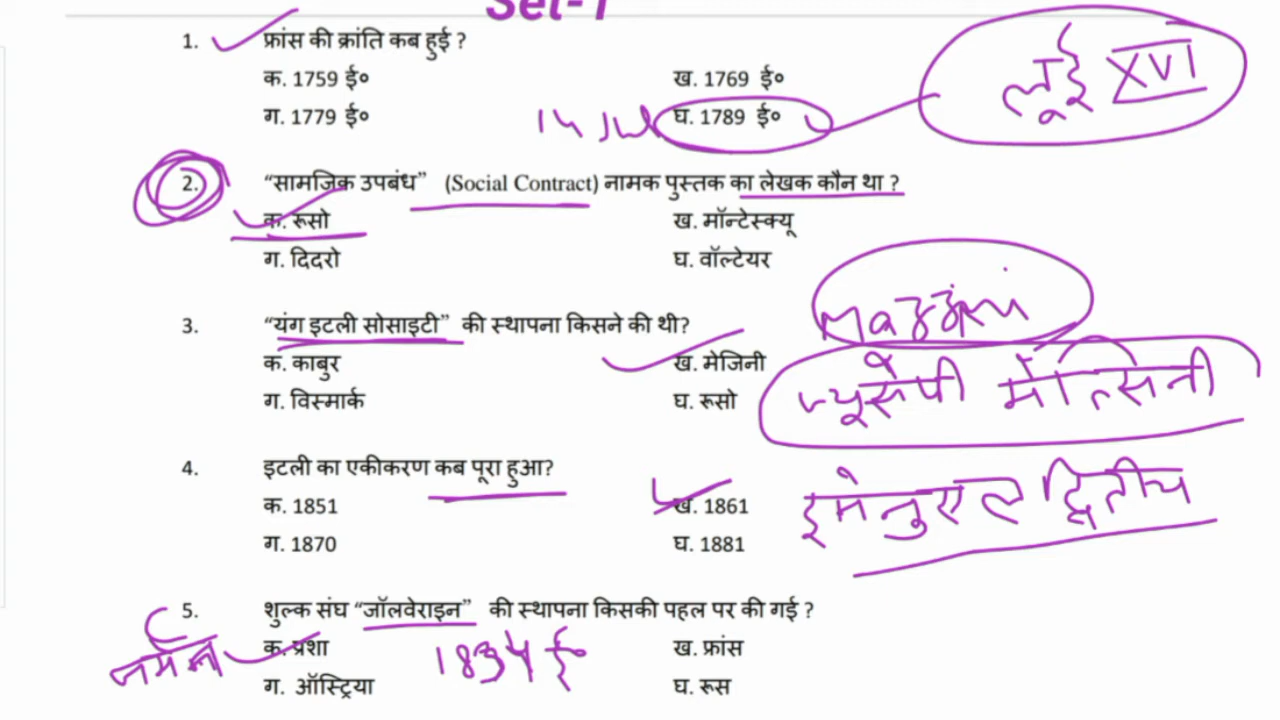 Set-1
1. फ्रांस की क्रांति कब हुई ?
क. 1759 ई०
ख. 1769 ई०
ग. 1779 ई०
14 Jul
घ. 1789 ई०
लूई XVI
2. “सामजिक उपबंध” (Social Contract) नामक पुस्तक का लेखक कौन था ?
क. रूसो
ख. मॉन्टेस्क्यू
ग. दिदरो
घ. वॉल्टेयर
3. “यंग इटली सोसाइटी” की स्थापना किसने की थी?
क. काबुर
ख. मेजिनी
ग. विस्मार्क
घ. रूसो
मेत्सिनी
4. इटली का एकीकरण कब पूरा हुआ?
क. 1851
ख. 1861
ग. 1870
घ. 1881
इमेनुएल द्वितीय
5. शुल्क संघ “जॉलवेराइन” की स्थापना किसकी पहल पर की गई ?
क. प्रशा
1834 ई०
ख. फ्रांस
ग. ऑस्ट्रिया
घ. रूस